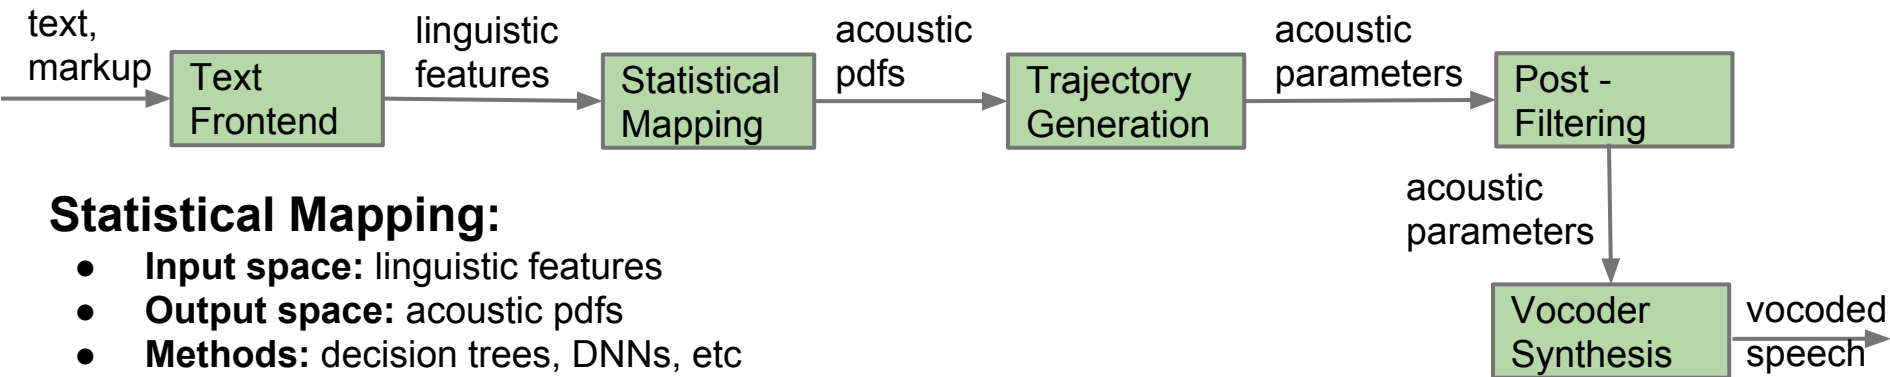 text,
markup
Text
Frontend
linguistic
features
Statistical
Mapping
acoustic
pdfs
Trajectory
Generation
acoustic
parameters
Post -
Filtering
acoustic
parameters
Vocoder
Synthesis
vocoded
speech
Statistical Mapping:
● Input space: linguistic features
● Output space: acoustic pdfs
● Methods: decision trees, DNNs, etc